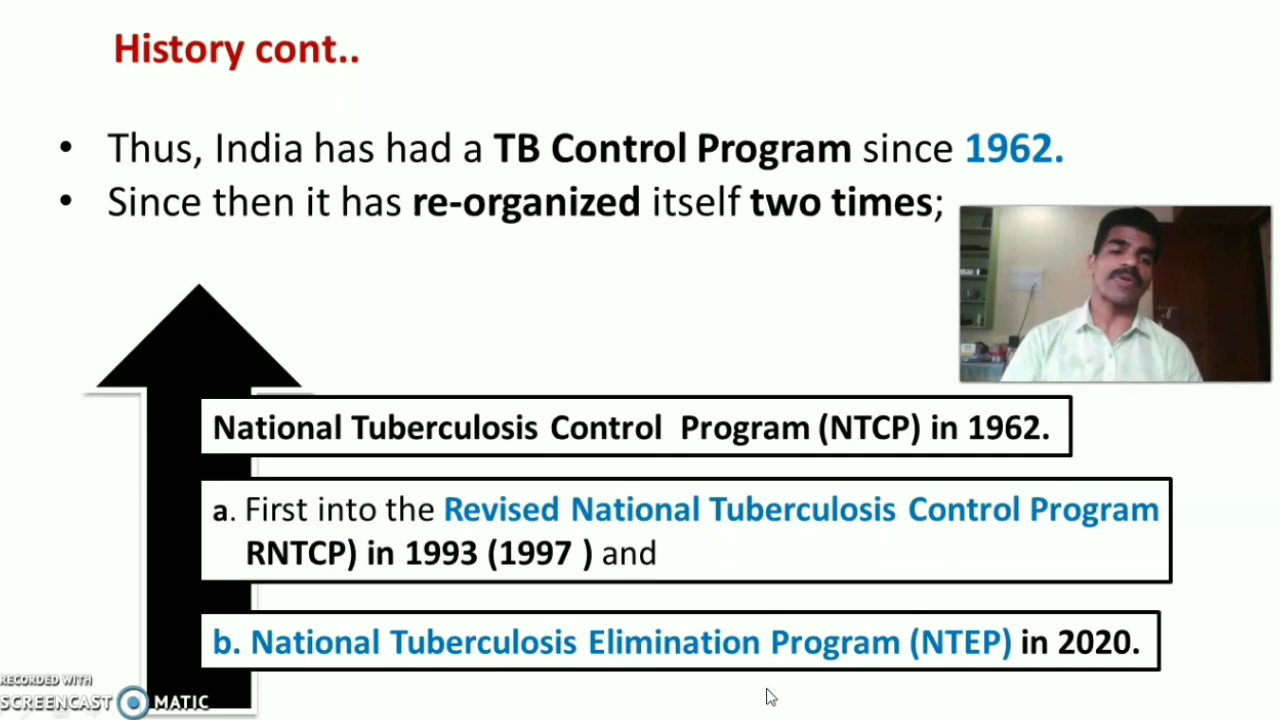 History cont..
• Thus, India has had a TB Control Program since 1962.
• Since then it has re-organized itself two times;
National Tuberculosis Control Program (NTCP) in 1962.
a. First into the Revised National Tuberculosis Control Program
RNTCP) in 1993 (1997 ) and
b. National Tuberculosis Elimination Program (NTEP) in 2020.
RECORDED WITH
SCREENCAST MATIC